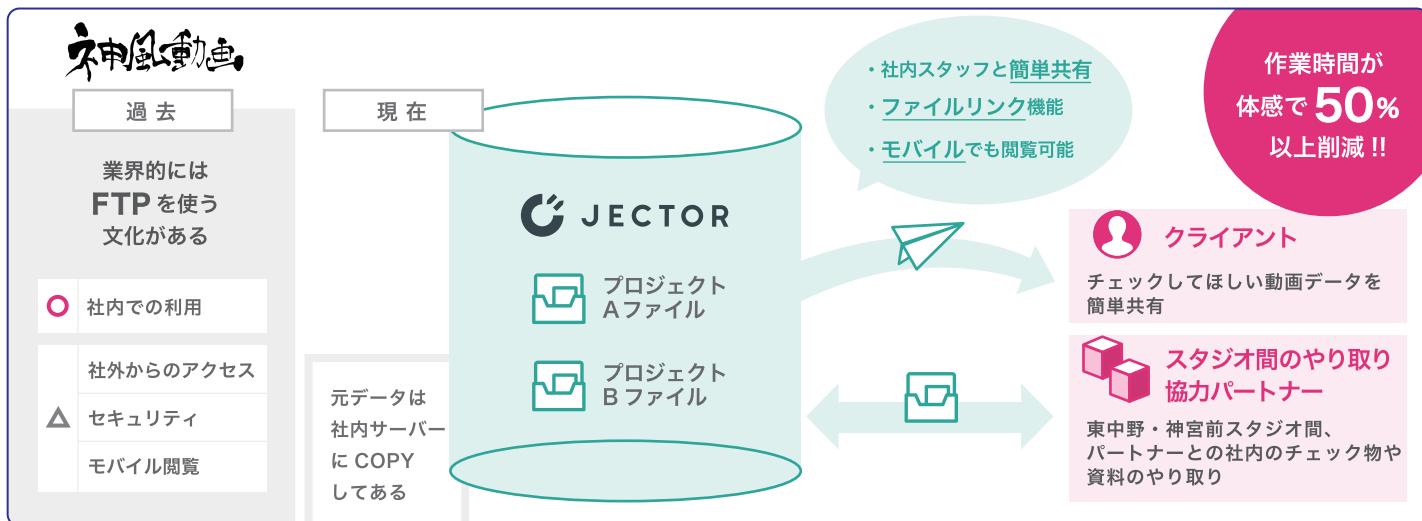 神風動画
過去
業界的には
FTPを使う
文化がある
社内での利用
社外からのアクセス
セキュリティ
モバイル閲覧
現在
元データは
社内サーバー
に COPY
してある
JECTOR
プロジェクト
A ファイル
プロジェクト
B ファイル
・社内スタッフと簡単共有
・ファイルリンク機能
・モバイルでも閲覧可能
作業時間が
体感で50%
以上削減!!
クライアント
チェックしてほしい動画データを
簡単共有
スタジオ間のやり取り
協力パートナー
東中野・神宮前スタジオ間、
パートナーとの社内のチェック物や
資料のやり取り